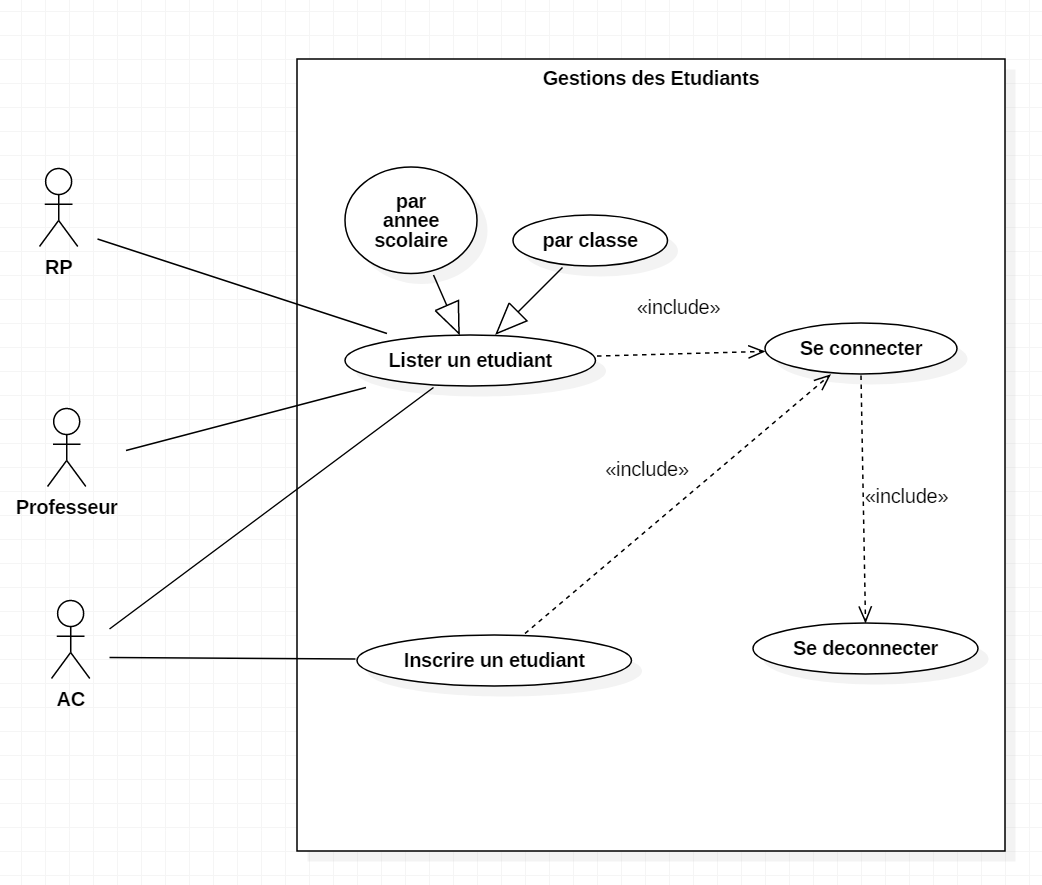 Gestions des Etudiants
par
annee
scolaire
par classe
RP
«include»
Lister un etudiant
Se connecter
«include»
«include»
Professeur
Inscrire un etudiant
Se deconnecter
AC